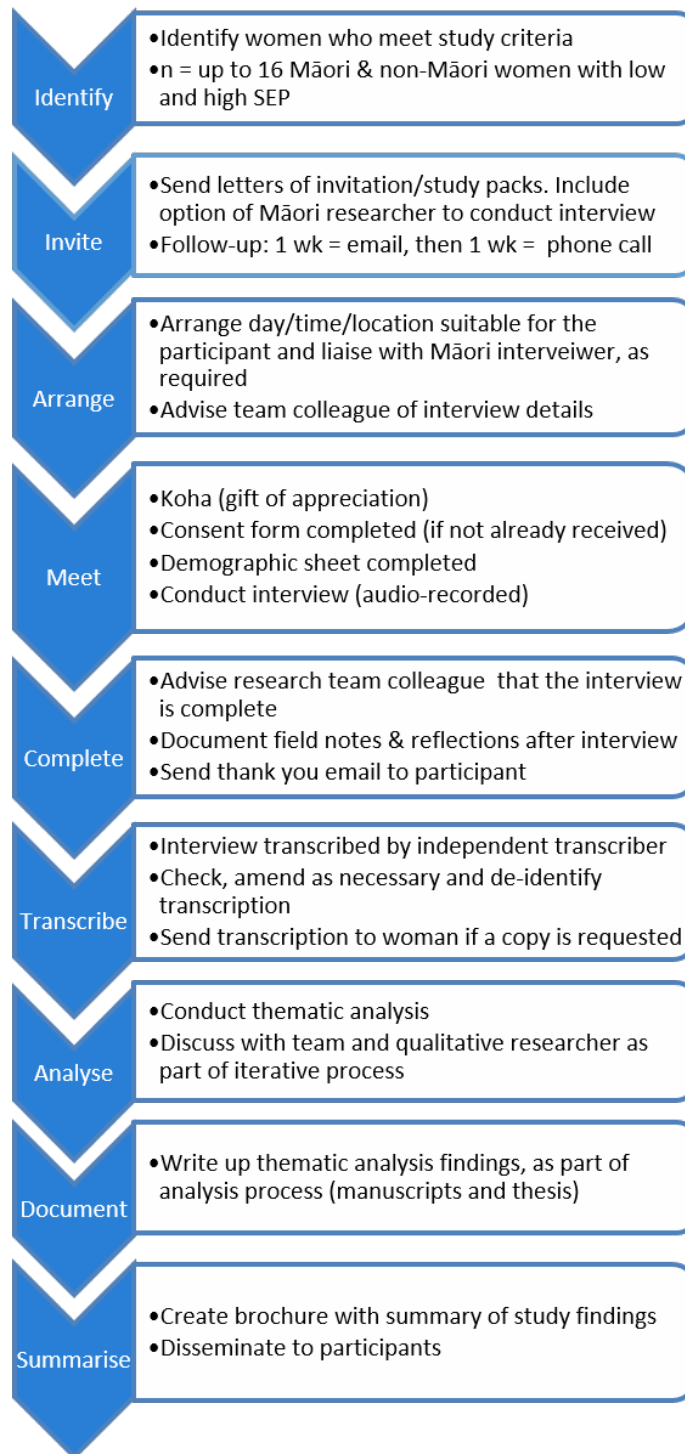 Identify
•Identify women who meet study criteria
•n = up to 16 Māori & non-Māori women with low
and high SEP
Invite
•Send letters of invitation/study packs. Include
option of Māori researcher to conduct interview
•Follow-up: 1 wk = email, then 1 wk = phone call
Arrange
•Arrange day/time/location suitable for the
participant and liaise with Māori interveiwer, as
required
•Advise team colleague of interview details
Meet
•Koha (gift of appreciation)
•Consent form completed (if not already received)
•Demographic sheet completed
•Conduct interview (audio-recorded)
Complete
•Advise research team colleague that the interview
is complete
•Document field notes & reflections after interview
•Send thank you email to participant
Transcribe
•Interview transcribed by independent transcriber
•Check, amend as necessary and de-identify
transcription
•Send transcription to woman if a copy is requested
Analyse
•Conduct thematic analysis
•Discuss with team and qualitative researcher as
part of iterative process
Document
•Write up thematic analysis findings, as part of
analysis process (manuscripts and thesis)
Summarise
•Create brochure with summary of study findings
•Disseminate to participants